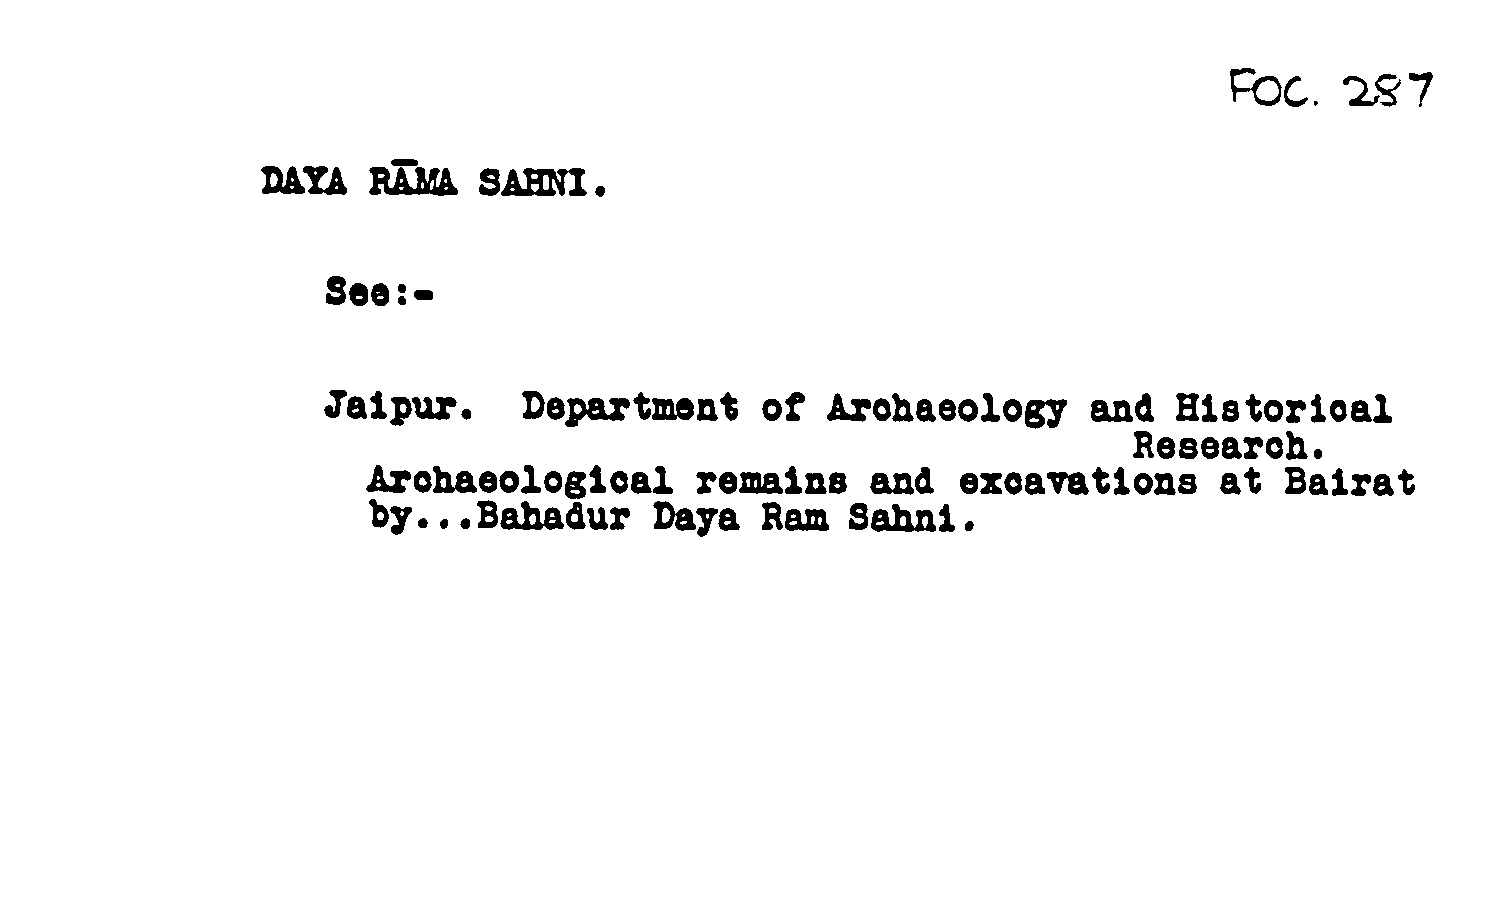 FOC. 287
DAYA RĀMA SAHNI.
See:-
Jaipur. Department of Archaeology and Historical
Research.
Archaeological remains and excavations at Bairat
by...Bahadur Daya Ram Sahni.